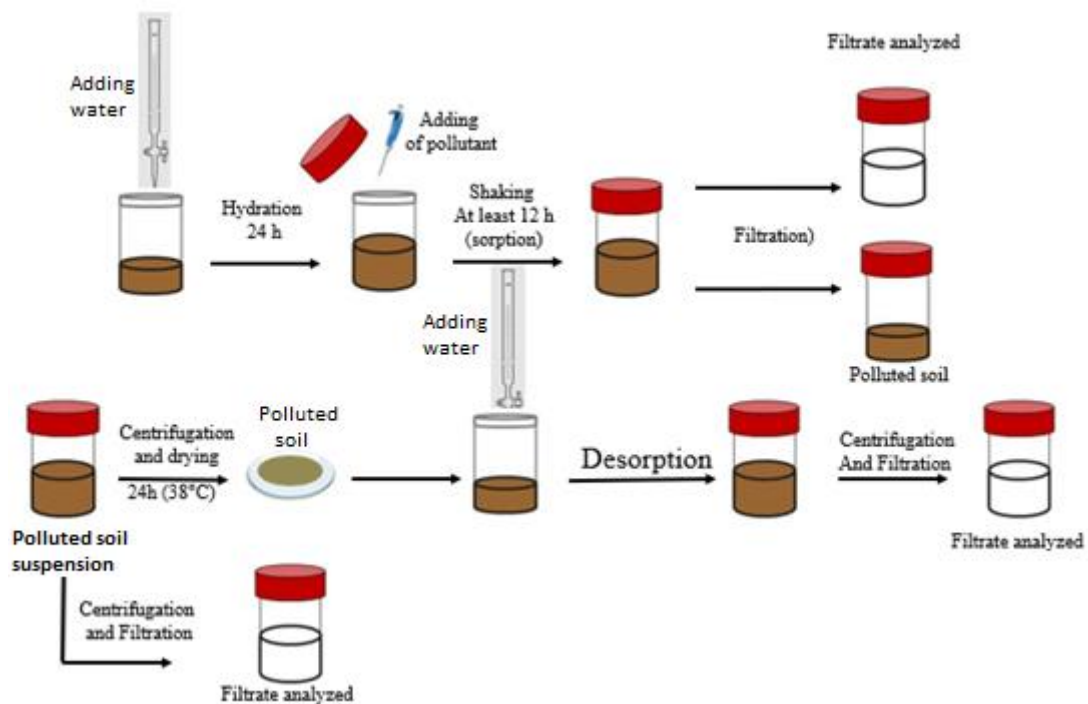 Adding
water
Hydration
24 h
Adding
of pollutant
Shaking
At least 12 h
(sorption)
Filtrate analyzed
Filtration)
Polluted soil
Adding
water
Centrifugation
and drying
24h (38°C)
Polluted soil
suspension
Polluted
soil
Desorption
Centrifugation
And Filtration
Filtrate analyzed
Centrifugation
and Filtration
Filtrate analyzed